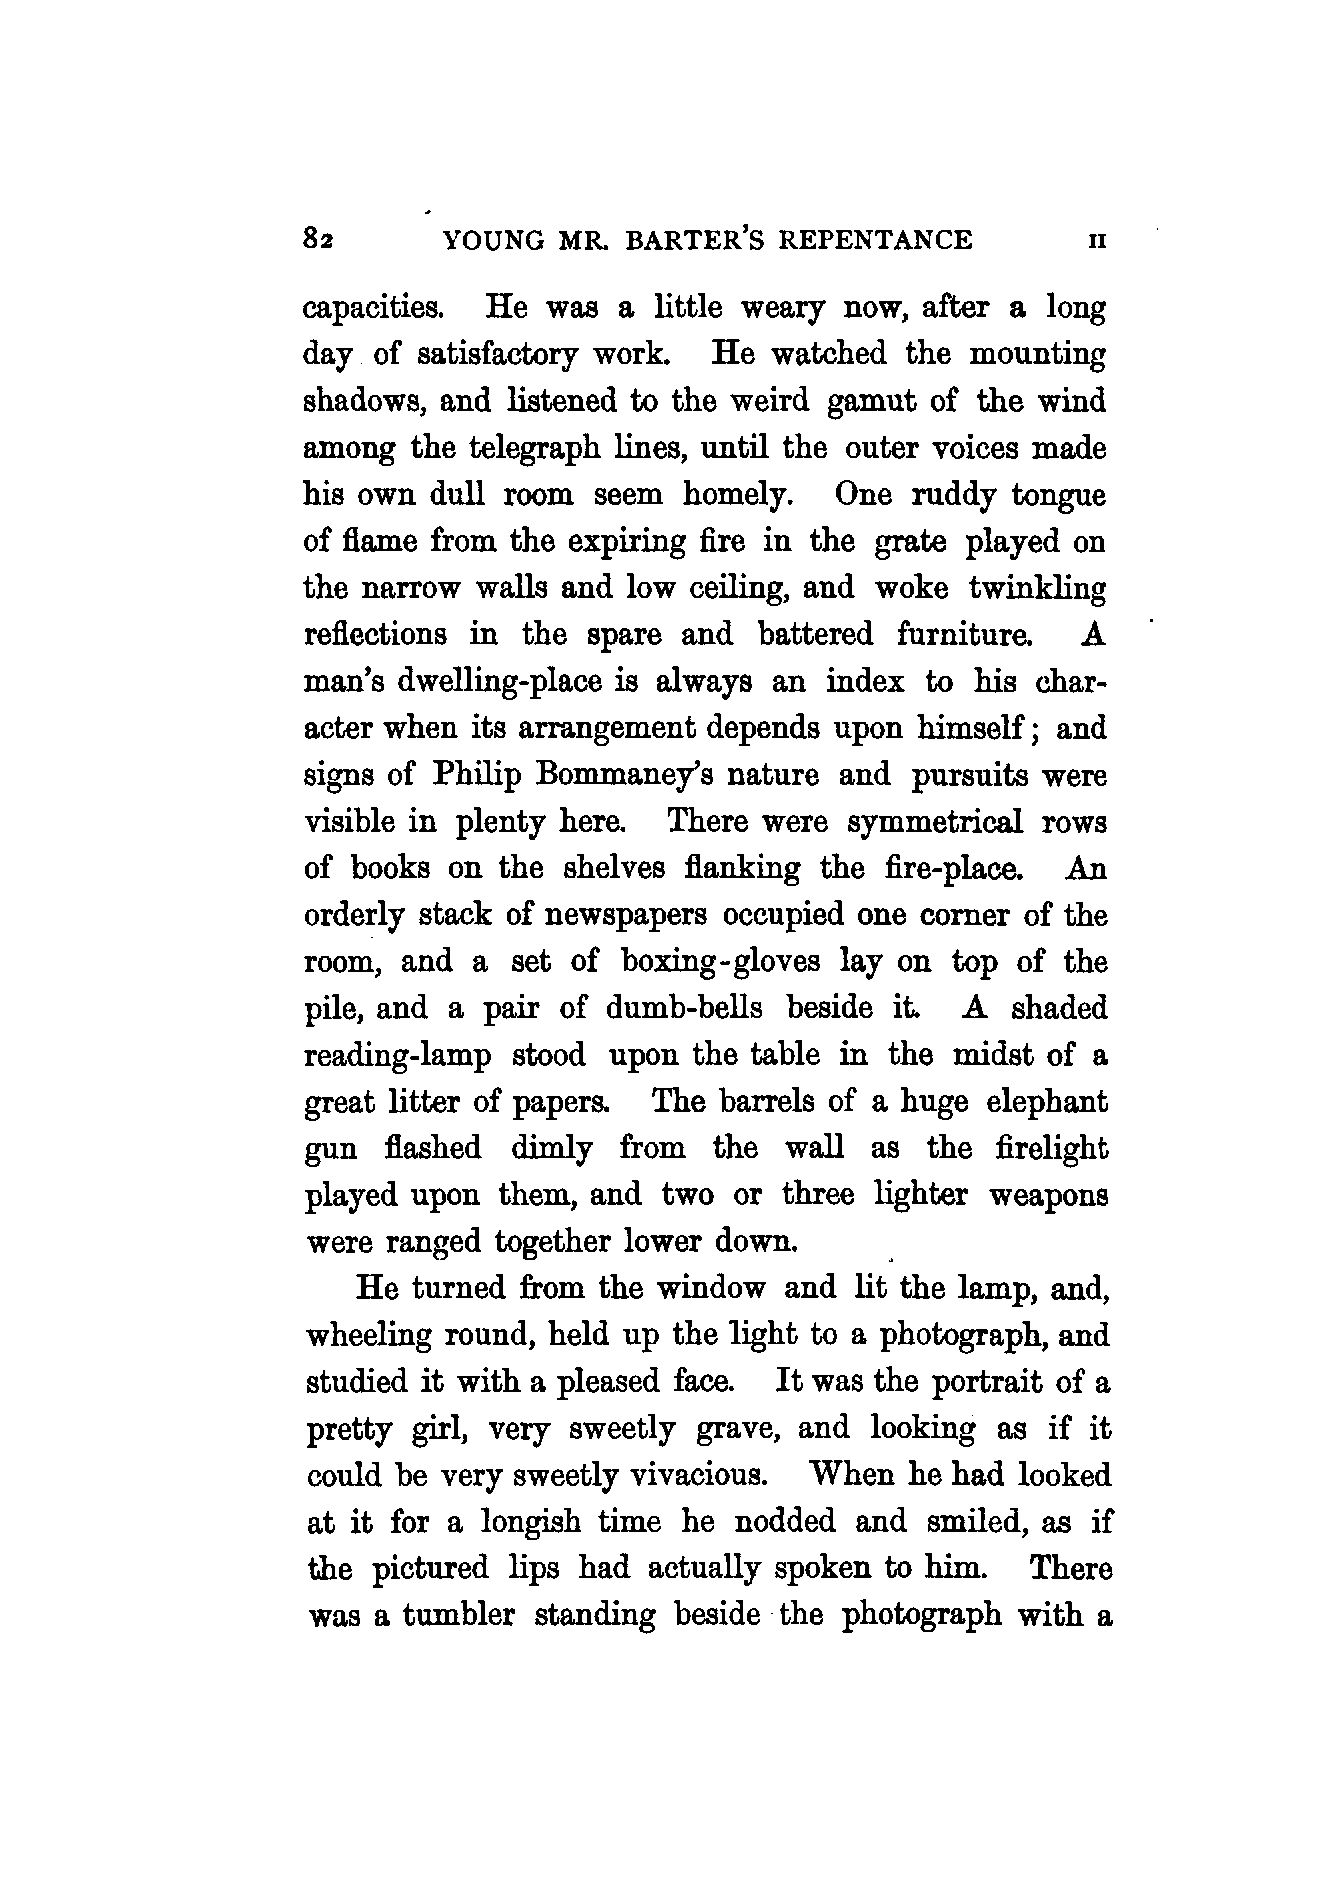 82 YOUNG MR. BARTER'S REPENTANCE II
capacities. He was a little weary now, after a long
day of satisfactory work. He watched the mounting
shadows, and listened to the weird gamut of the wind
among the telegraph lines, until the outer voices made
his own dull room seem homely. One ruddy tongue
of flame from the expiring fire in the grate played on
the narrow walls and low ceiling, and woke twinkling
reflections in the spare and battered furniture. A
man's dwelling-place is always an index to his char-
acter when its arrangement depends upon himself; and
signs of Philip Bommaney's nature and pursuits were
visible in plenty here. There were symmetrical rows
of books on the shelves flanking the fire-place. An
orderly stack of newspapers occupied one corner of the
room, and a set of boxing-gloves lay on top of the
pile, and a pair of dumb-bells beside it. A shaded
reading-lamp stood upon the table in the midst of a
great litter of papers. The barrels of a huge elephant
gun flashed dimly from the wall as the firelight
played upon them, and two or three lighter weapons
were ranged together lower down.
He turned from the window and lit the lamp, and,
wheeling round, held up the light to a photograph, and
studied it with a pleased face. It was the portrait of a
pretty girl, very sweetly grave, and looking as if it
could be very sweetly vivacious. When he had looked
at it for a longish time he nodded and smiled, as if
the pictured lips had actually spoken to him. There
was a tumbler standing beside the photograph with a